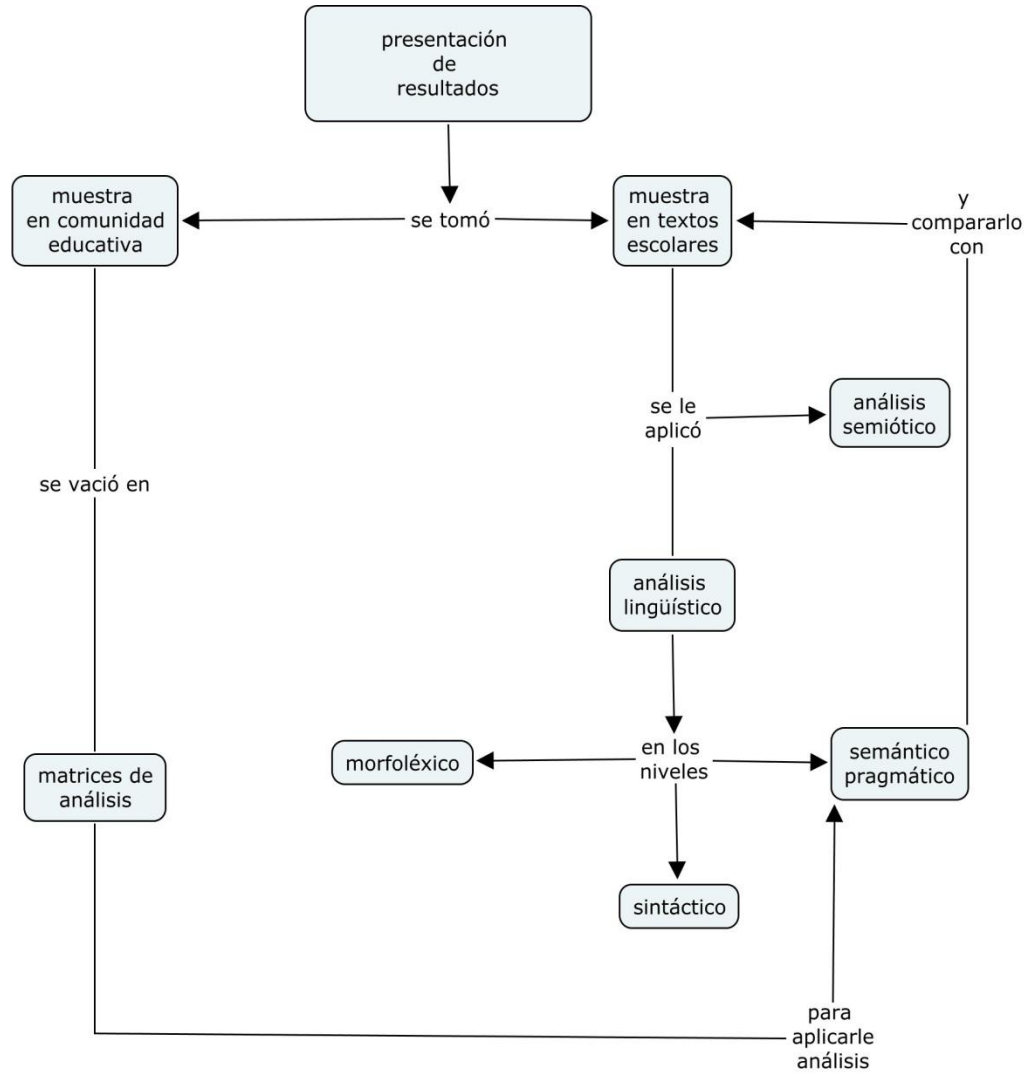 presentación
de
resultados
muestra
en comunidad
educativa
se tomó
muestra
en textos
escolares
y
compararlo
con
se le
aplicó
análisis
semiótico
se vació en
análisis
lingüístico
matrices de
análisis
morfoléxico
en los
niveles
semántico
pragmático
sintáctico
para
aplicarle
análisis